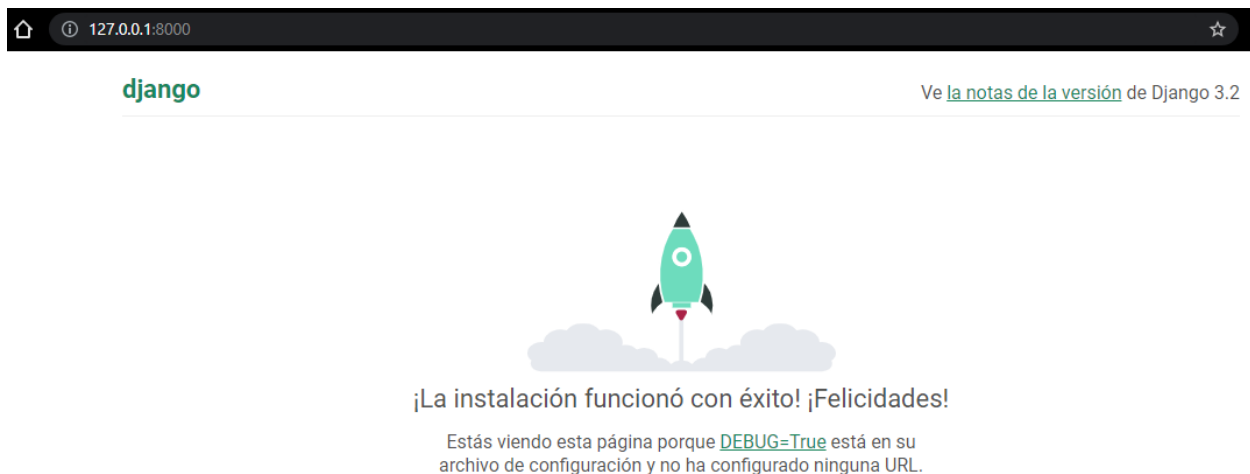 127.0.0.1:8000
django
Ve la notas de la versión de Django 3.2
¡La instalación funcionó con éxito! ¡Felicidades!
Estás viendo esta página porque DEBUG=True está en su
archivo de configuración y no ha configurado ninguna URL.